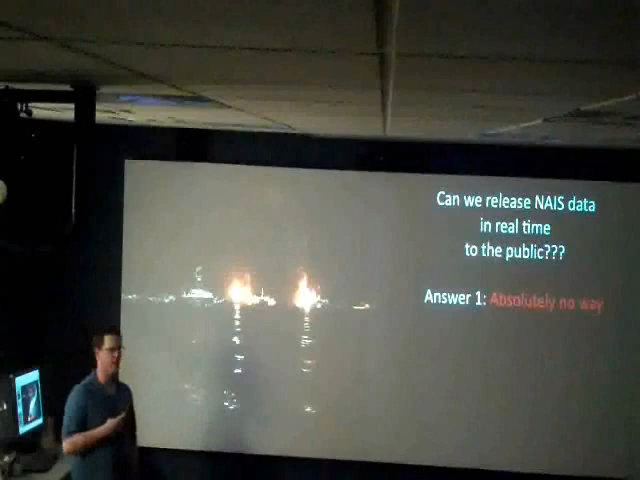 Can we release NAIS data
in real time
to the public???
Answer 1: Absolutely no way